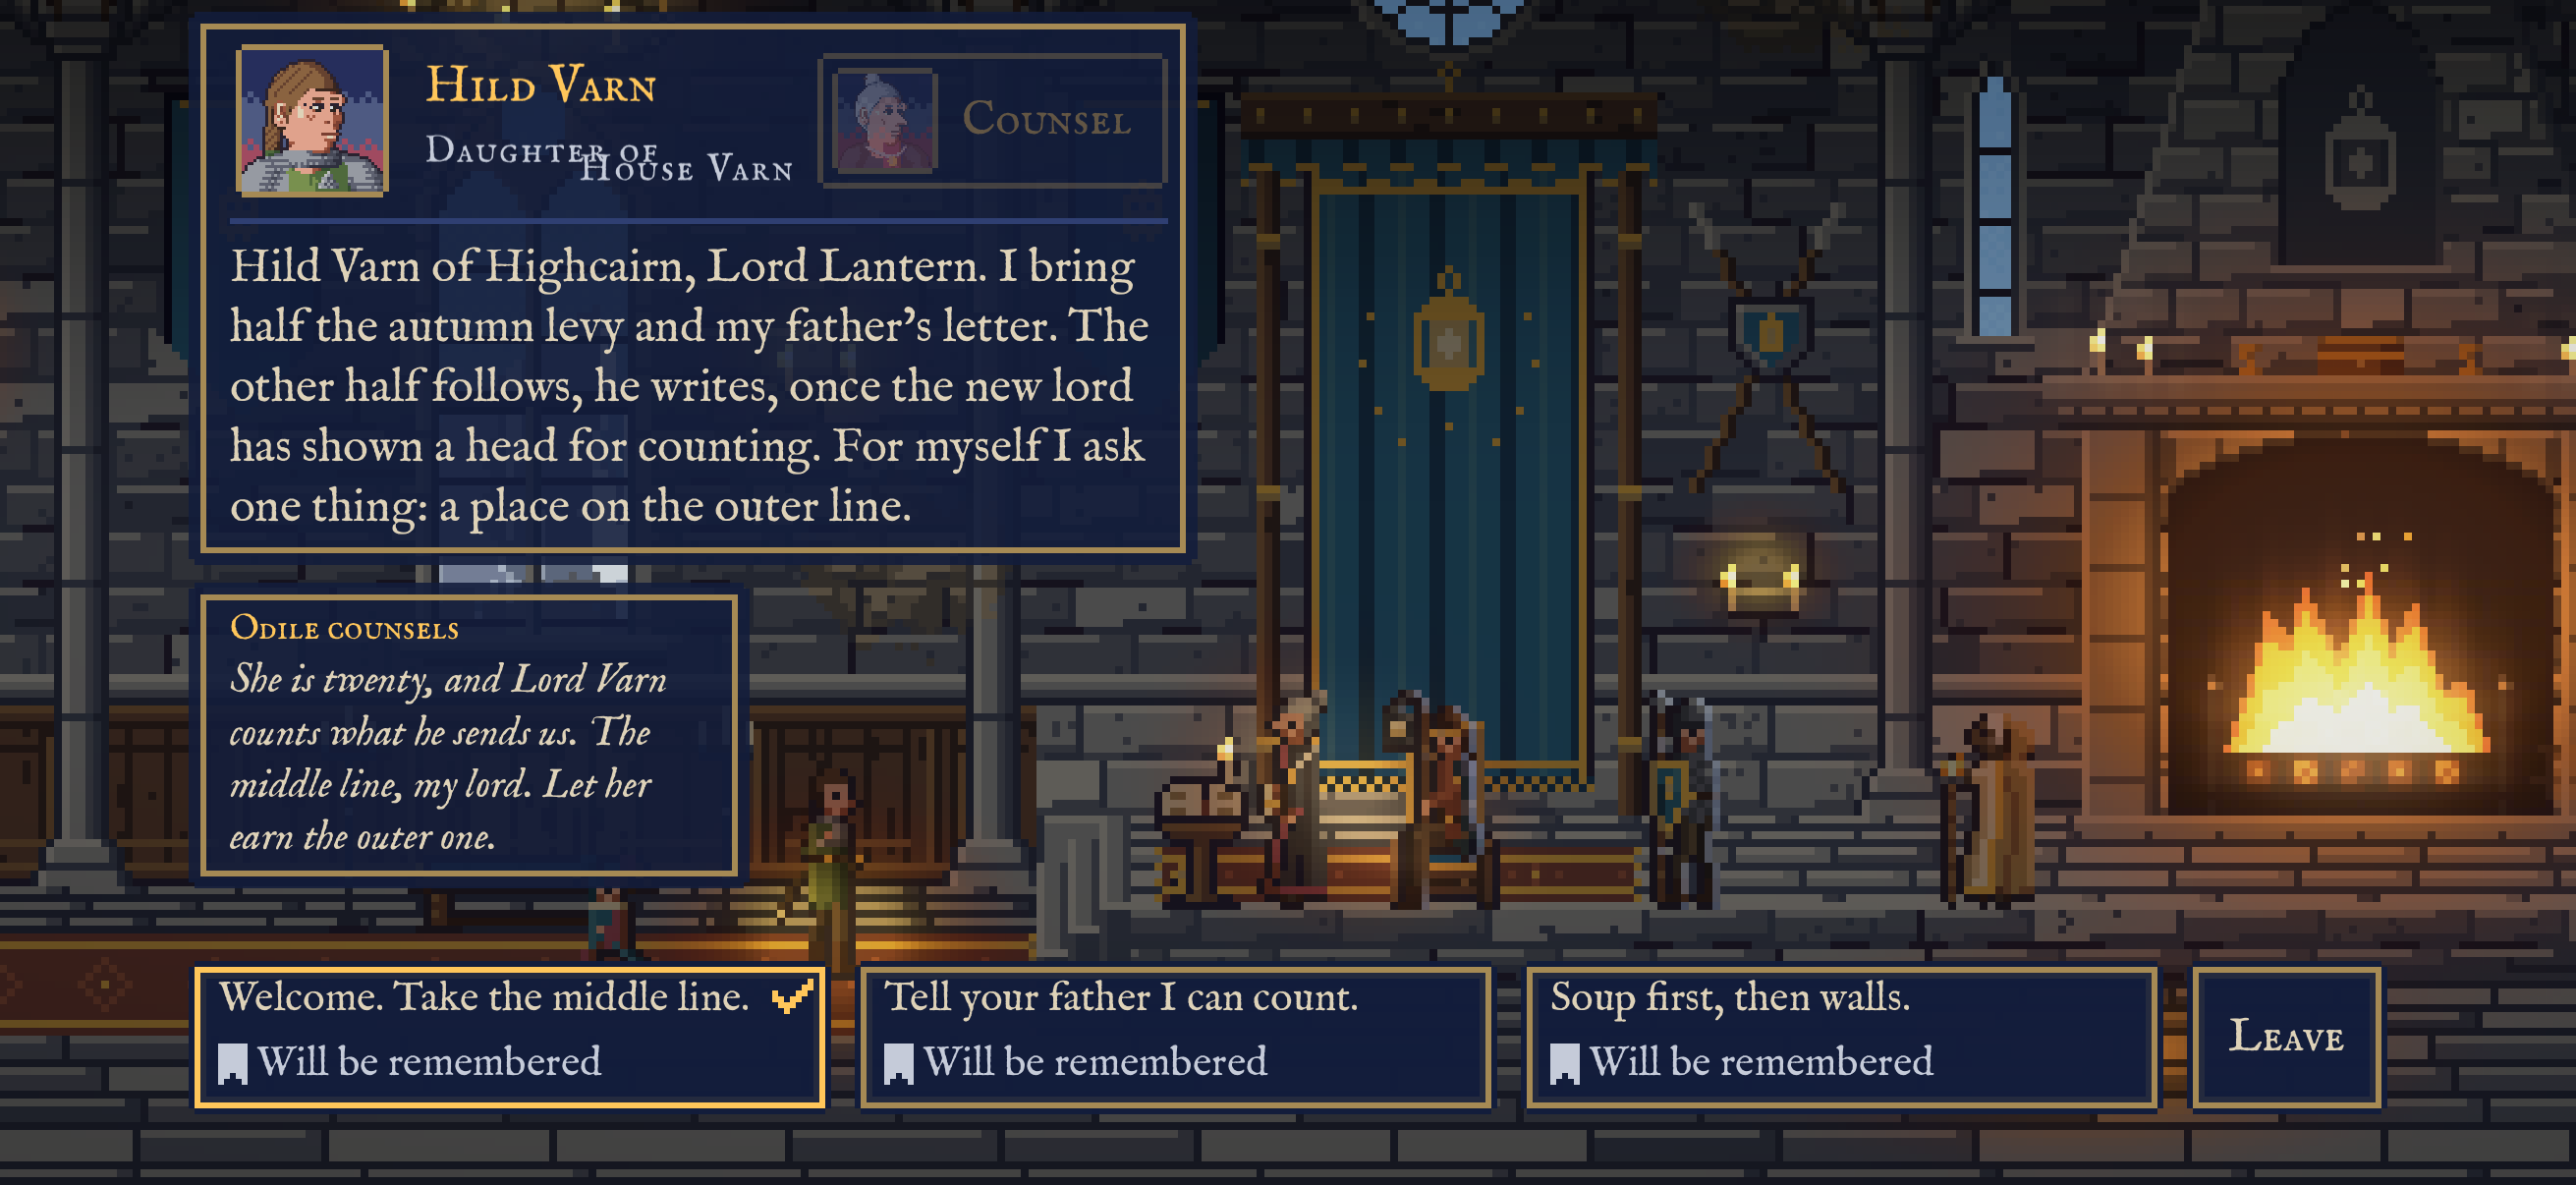 Hild Varn
Counsel
Daughter of
House Varn
Hild Varn of Highcairn, Lord Lantern. I bring
half the autumn levy and my father's letter. The
other half follows, he writes, once the new lord
has shown a head for counting. For myself I ask
one thing: a place on the outer line.
Odile counsels
She is twenty, and Lord Varn
counts what he sends us. The
middle line, my lord. Let her
earn the outer one.
Welcome. Take the middle line.
Will be remembered
Tell your father I can count.
Will be remembered
Soup first, then walls.
Will be remembered
Leave